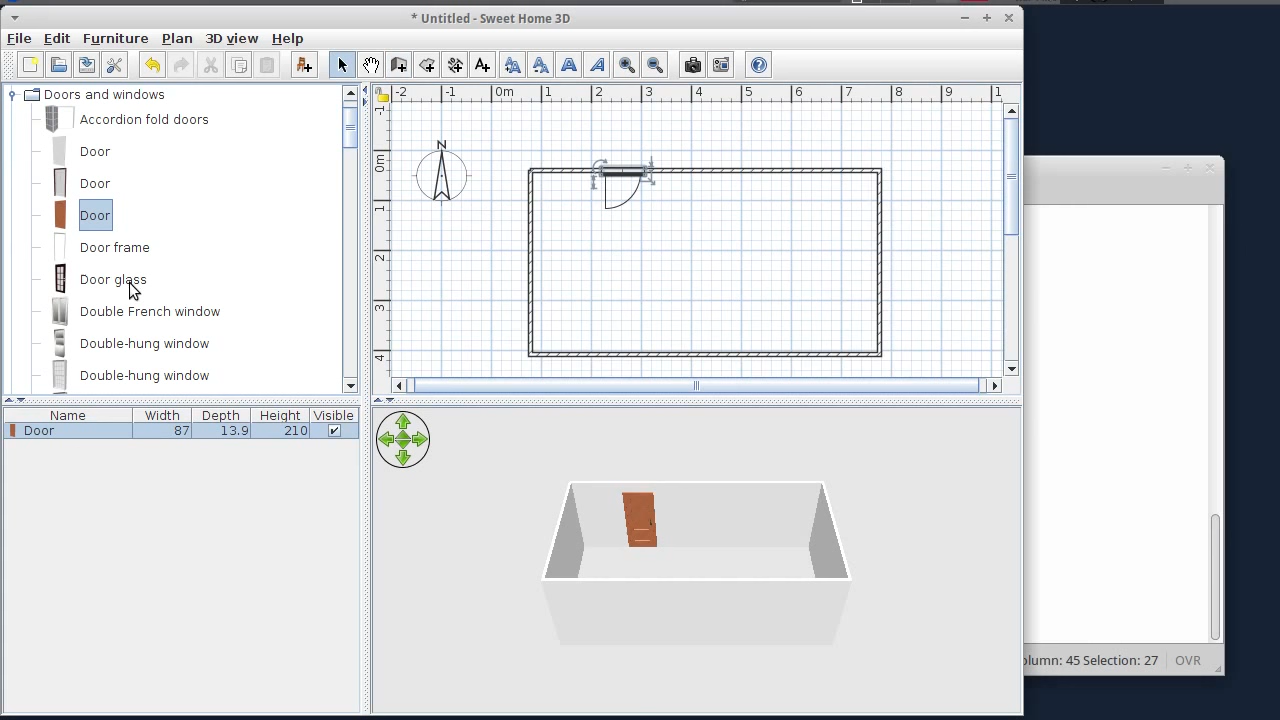 * Untitled - Sweet Home 3D
File Edit Furniture Plan 3D view Help
Doors and windows
Accordion fold doors
Door
Door
Door
Door frame
Door glass
Double French window
Double-hung window
Double-hung window
-2 -1 0m 1 2 3 4 5 6 7 8 9 1
-1
0m
1
2
3
4
N
Name Width Depth Height Visible
Door 87 13.9 210
olumn: 45 Selection: 27 OVR